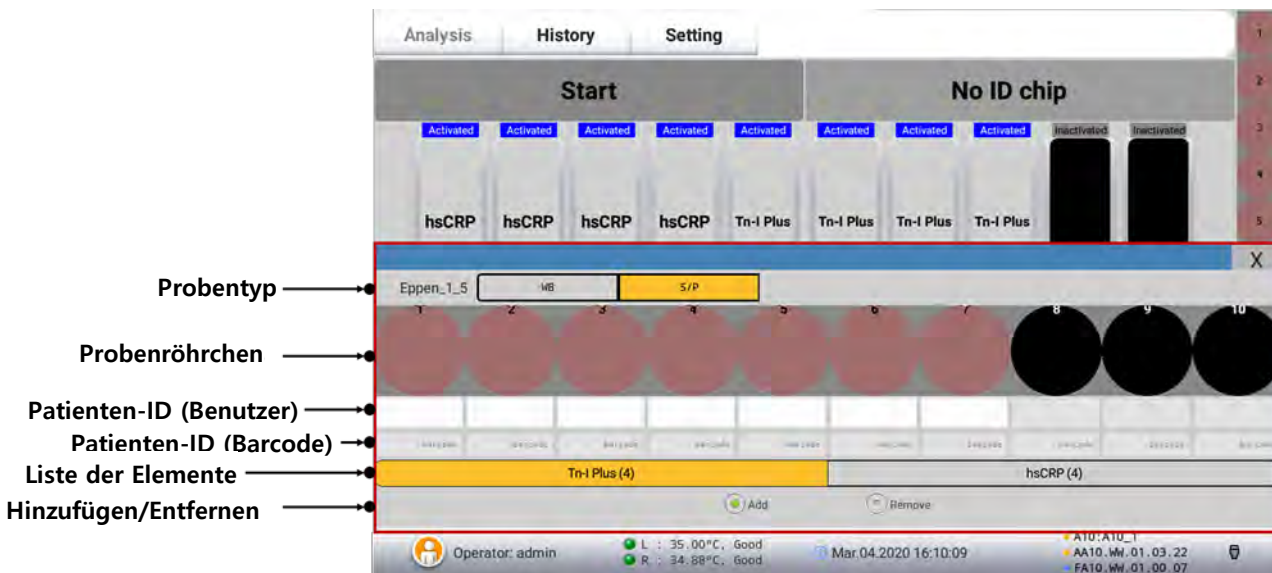 Analysis History Setting
Start No ID chip
Activated Activated Activated Activated Activated Activated Activated Activated Inactivated Inactivated
hsCRP hsCRP hsCRP hsCRP Tn-I Plus Tn-I Plus Tn-I Plus Tn-I Plus
1
2
3
4
5
X
Probentyp
Eppen_1_5 WB S/P
1 2 3 4 5 6 7 8 9 10
Probenröhrchen
Patienten-ID (Benutzer)
Patienten-ID (Barcode)
Liste der Elemente
Tn-I Plus (4) hsCRP (4)
Hinzufügen/Entfernen
Add Remove
Operator: admin
L : 35.00°C, Good
R : 34.88°C, Good
Mar.04.2020 16:10:09
A10:A10_1
AA10.WW.01.03.22
FA10.WW.01.00.07